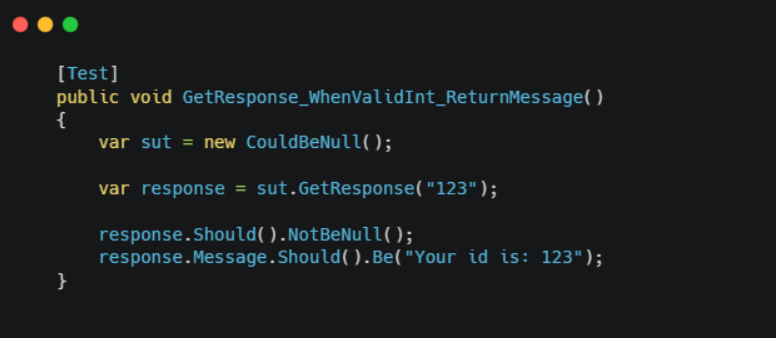 [Test]
public void GetResponse_WhenValidInt_ReturnMessage()
{
    var sut = new CouldBeNull();
    var response = sut.GetResponse("123");
    response.Should().NotBeNull();
    response.Message.Should().Be("Your id is: 123");
}